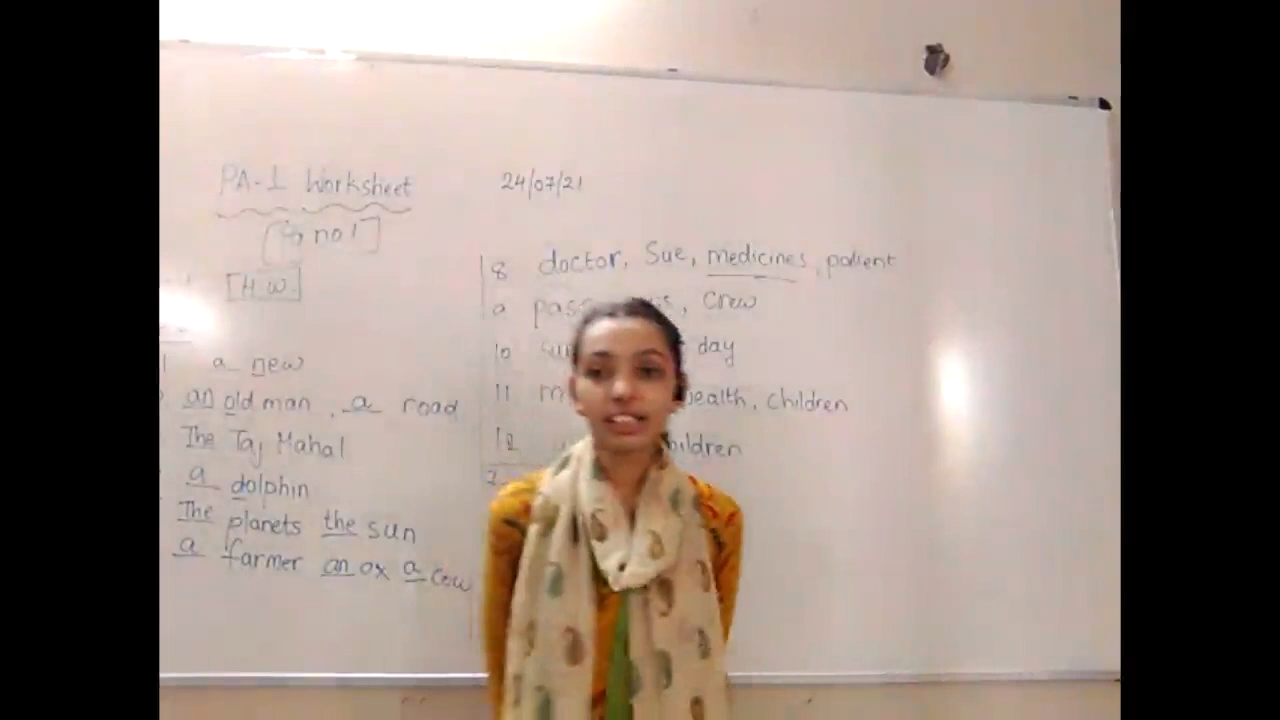 PA-1 Worksheet
24/07/21
no 1
H.W.
a new
an old man, a road
The Taj Mahal
a dolphin
The planets the sun
a farmer an ox a cow
8 doctor, Sue, medicines, patient
crew
10 day
11 health, children
12 children